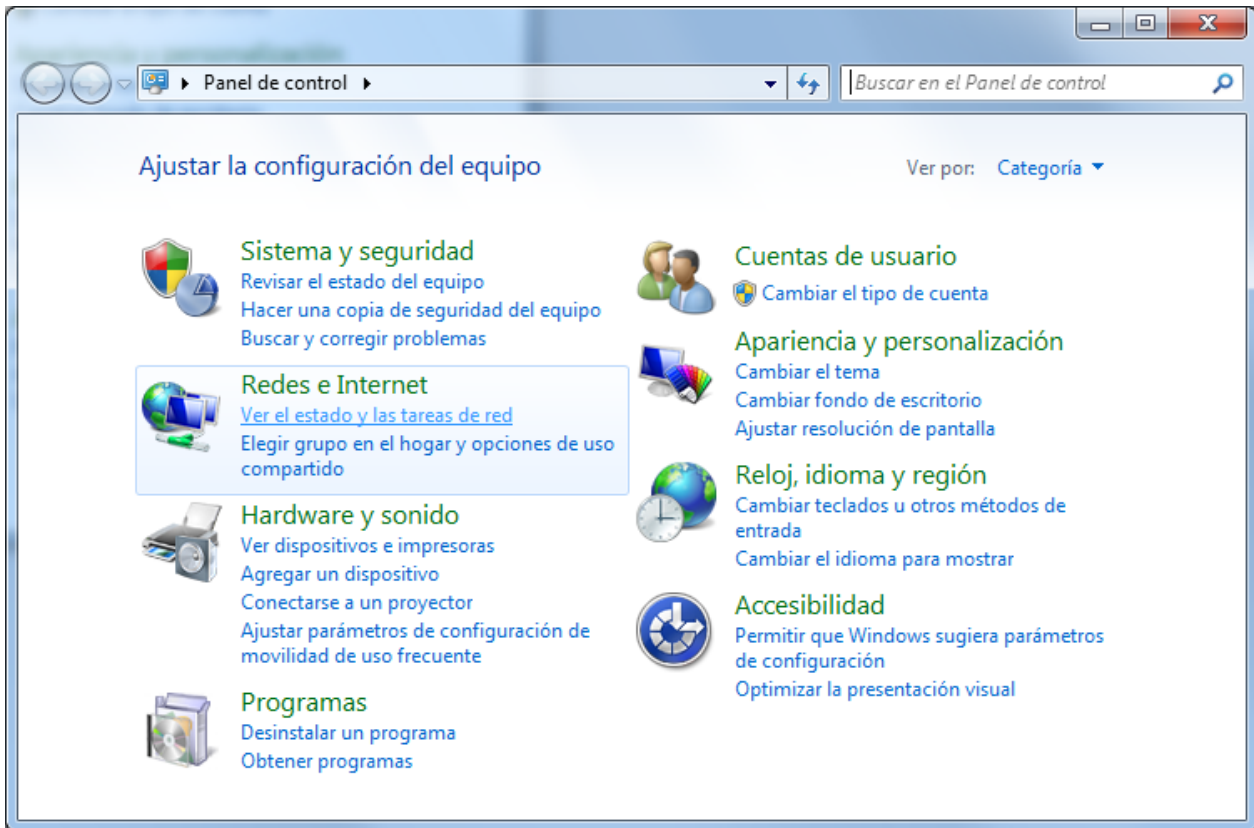 Panel de control
Buscar en el Panel de control
Ajustar la configuración del equipo
Ver por: Categoría
Sistema y seguridad
Revisar el estado del equipo
Hacer una copia de seguridad del equipo
Buscar y corregir problemas
Redes e Internet
Ver el estado y las tareas de red
Elegir grupo en el hogar y opciones de uso
compartido
Hardware y sonido
Ver dispositivos e impresoras
Agregar un dispositivo
Conectarse a un proyector
Ajustar parámetros de configuración de
movilidad de uso frecuente
Programas
Desinstalar un programa
Obtener programas
Cuentas de usuario
Cambiar el tipo de cuenta
Apariencia y personalización
Cambiar el tema
Cambiar fondo de escritorio
Ajustar resolución de pantalla
Reloj, idioma y región
Cambiar teclados u otros métodos de
entrada
Cambiar el idioma para mostrar
Accesibilidad
Permitir que Windows sugiera parámetros
de configuración
Optimizar la presentación visual